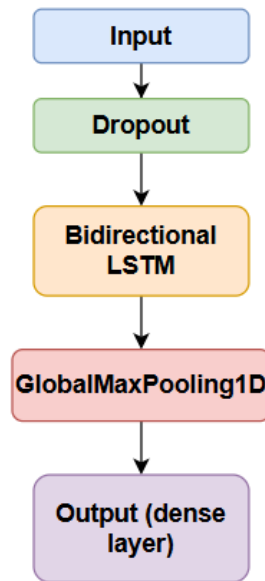 Input
Dropout
Bidirectional
LSTM
GlobalMaxPooling1D
Output (dense
layer)